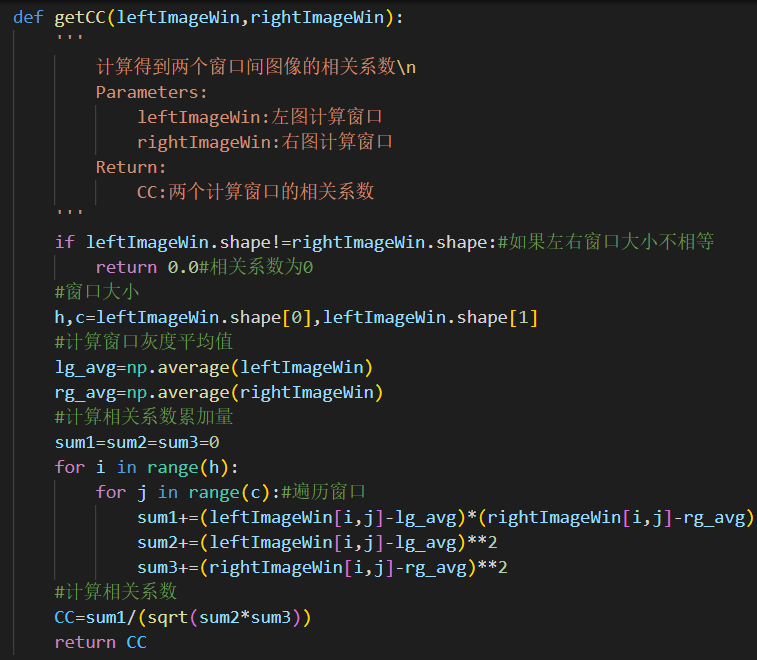 def getCC(leftImageWin,rightImageWin):
    '''
        计算得到两个窗口间图像的相关系数\n
        Parameters:
            leftImageWin:左图计算窗口
            rightImageWin:右图计算窗口
        Return:
            CC:两个计算窗口的相关系数
    '''
    if leftImageWin.shape!=rightImageWin.shape:#如果左右窗口大小不相等
        return 0.0#相关系数为0
    #窗口大小
    h,c=leftImageWin.shape[0],leftImageWin.shape[1]
    #计算窗口灰度平均值
    lg_avg=np.average(leftImageWin)
    rg_avg=np.average(rightImageWin)
    #计算相关系数累加量
    sum1=sum2=sum3=0
    for i in range(h):
        for j in range(c):#遍历窗口
            sum1+=(leftImageWin[i,j]-lg_avg)*(rightImageWin[i,j]-rg_avg)
            sum2+=(leftImageWin[i,j]-lg_avg)**2
            sum3+=(rightImageWin[i,j]-rg_avg)**2
    #计算相关系数
    CC=sum1/(sqrt(sum2*sum3))
    return CC